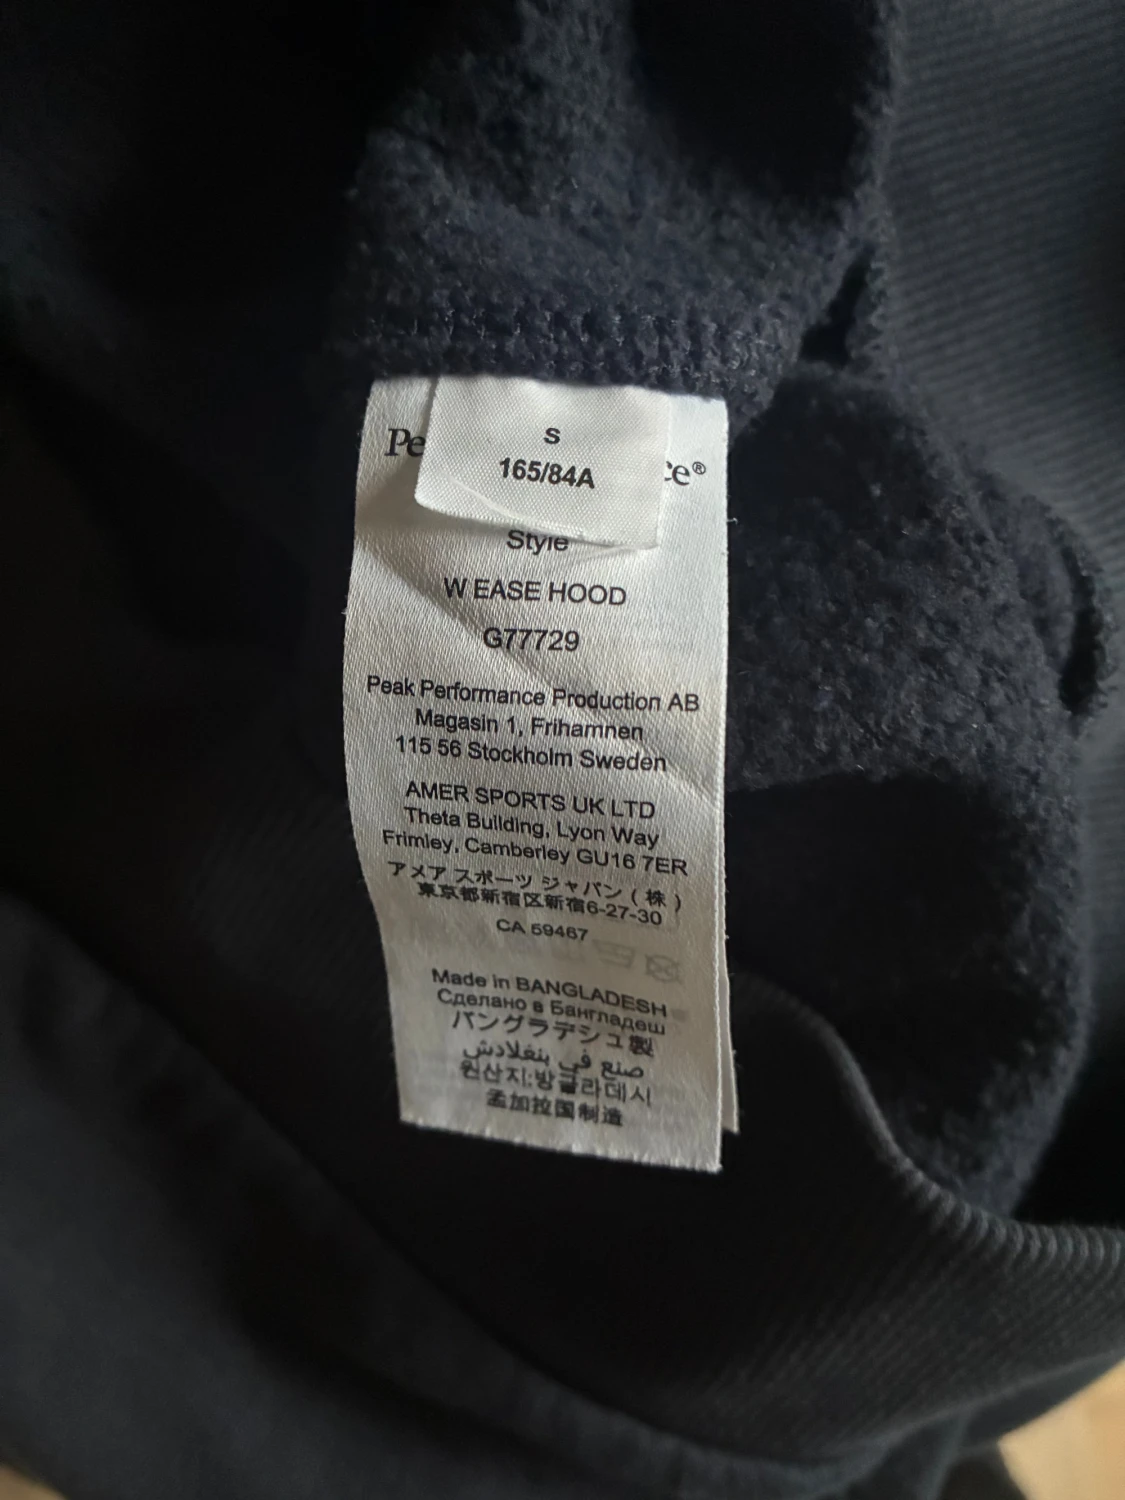 S
165/84A
Pe ce®
Style
W EASE HOOD
G77729
Peak Performance Production AB
Magasin 1, Frihamnen
115 56 Stockholm Sweden
AMER SPORTS UK LTD
Theta Building, Lyon Way
Frimley, Camberley GU16 7ER
アメア スポーツ ジャパン（株）
東京都新宿区新宿6-27-30
CA 59467
Made in BANGLADESH
Сделано в Бангладеш
バングラデシュ製
صنع في بنغلادش
원산지:방글라데시
孟加拉国制造